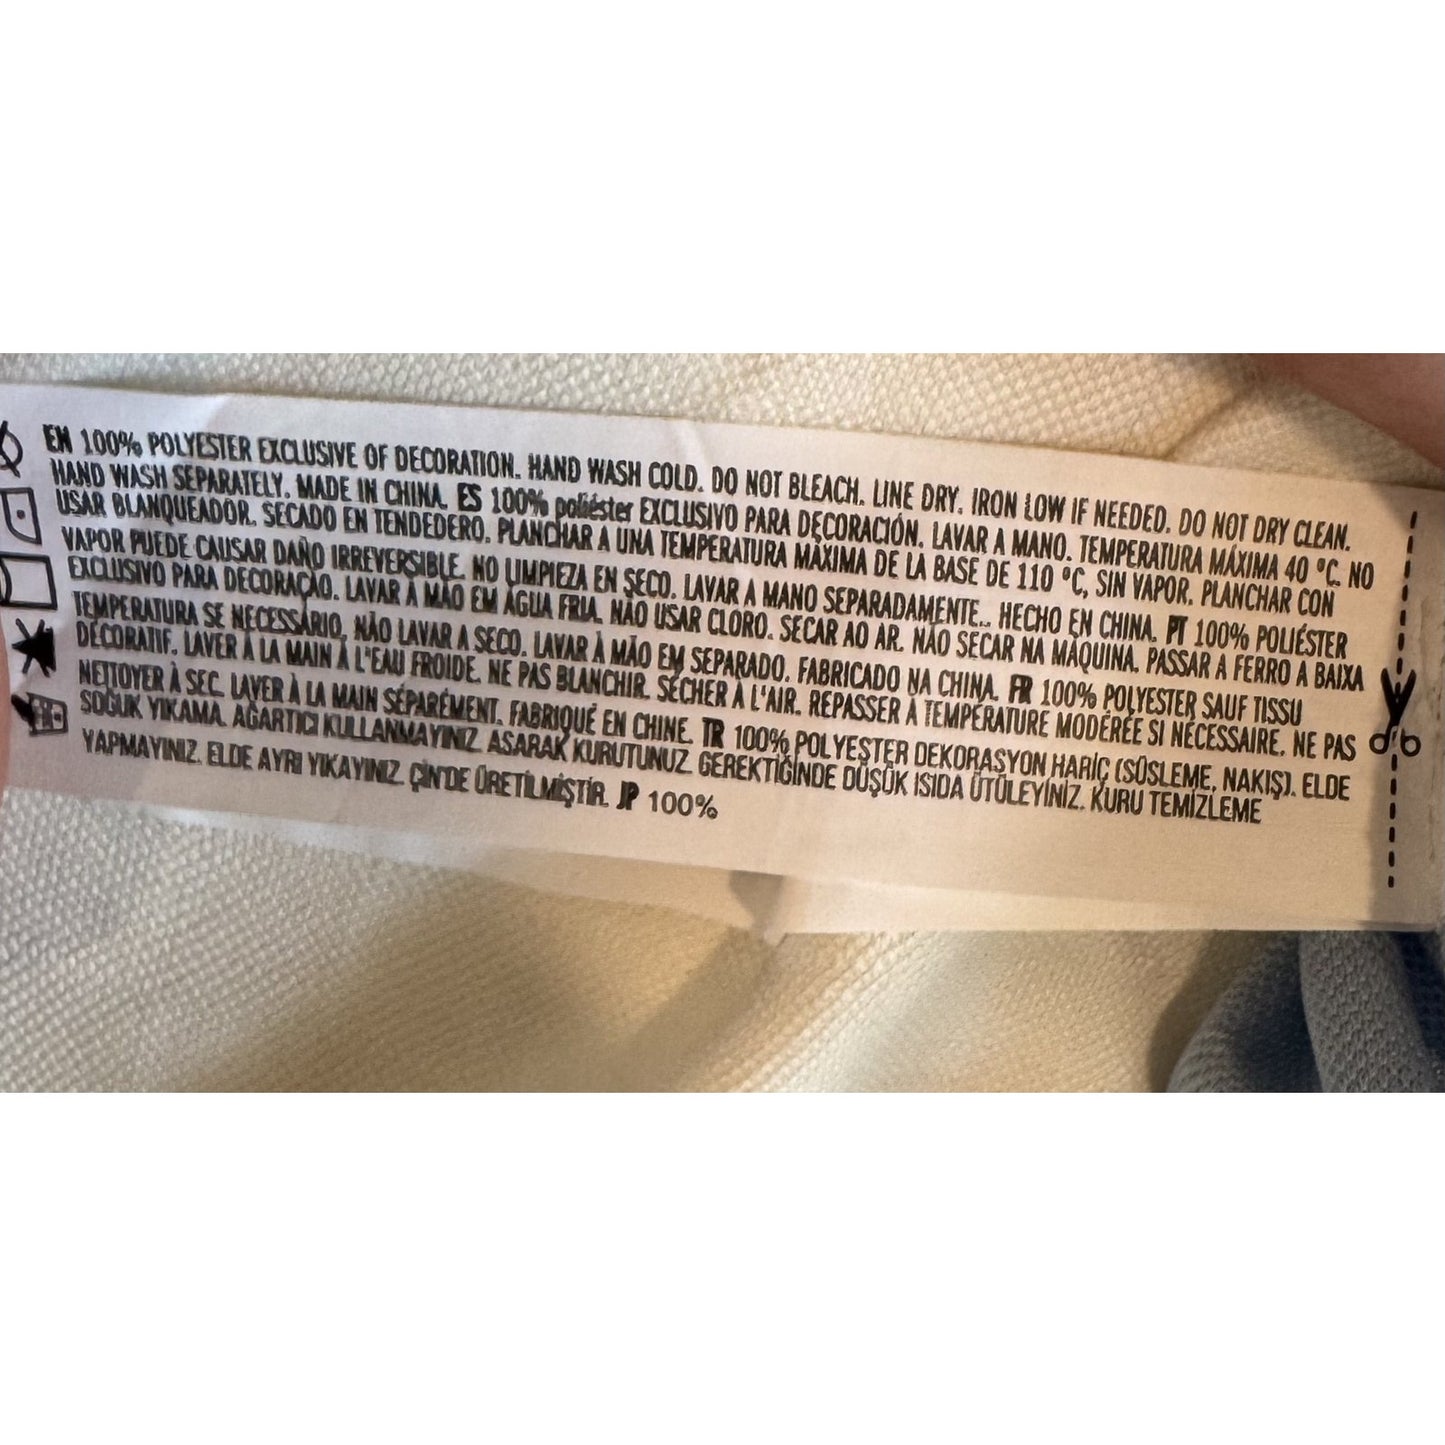 EN 100% POLYESTER EXCLUSIVE OF DECORATION. HAND WASH COLD. DO NOT BLEACH. LINE DRY. IRON LOW IF NEEDED. DO NOT DRY CLEAN.
HAND WASH SEPARATELY. MADE IN CHINA. ES 100% poliéster EXCLUSIVO PARA DECORACIÓN. LAVAR A MANO. TEMPERATURA MÁXIMA 40 °C. NO
USAR BLANQUEADOR. SECADO EN TENDEDERO. PLANCHAR A UNA TEMPERATURA MÁXIMA DE LA BASE DE 110 °C, SIN VAPOR. PLANCHAR CON
VAPOR PUEDE CAUSAR DAÑO IRREVERSIBLE. NO LIMPIEZA EN SECO. LAVAR A MANO SEPARADAMENTE.. HECHO EN CHINA. PT 100% POLIÉSTER
EXCLUSIVO PARA DECORAÇÃO. LAVAR À MÃO EM ÁGUA FRIA. NÃO USAR CLORO. SECAR AO AR. NÃO SECAR NA MÁQUINA. PASSAR A FERRO A BAIXA
TEMPERATURA SE NECESSÁRIO, NÃO LAVAR A SECO. LAVAR À MÃO EM SEPARADO. FABRICADO NA CHINA. FR 100% POLYESTER SAUF TISSU
DÉCORATIF. LAVER À LA MAIN À L'EAU FROIDE. NE PAS BLANCHIR. SÉCHER À L'AIR. REPASSER À TEMPÉRATURE MODÉRÉE SI NÉCESSAIRE. NE PAS
NETTOYER À SEC. LAVER À LA MAIN SÉPARÉMENT. FABRIQUÉ EN CHINE. TR 100% POLYESTER DEKORASYON HARİÇ (SÜSLEME, NAKIŞ). ELDE
SOĞUK YIKAMA. AĞARTICI KULLANMAYINIZ. ASARAK KURUTUNUZ. GEREKTİĞİNDE DÜŞÜK ISIDA ÜTÜLEYİNİZ. KURU TEMİZLEME
YAPMAYINIZ. ELDE AYRI YIKAYINIZ. ÇİN'DE ÜRETİLMİŞTİR. JP 100%